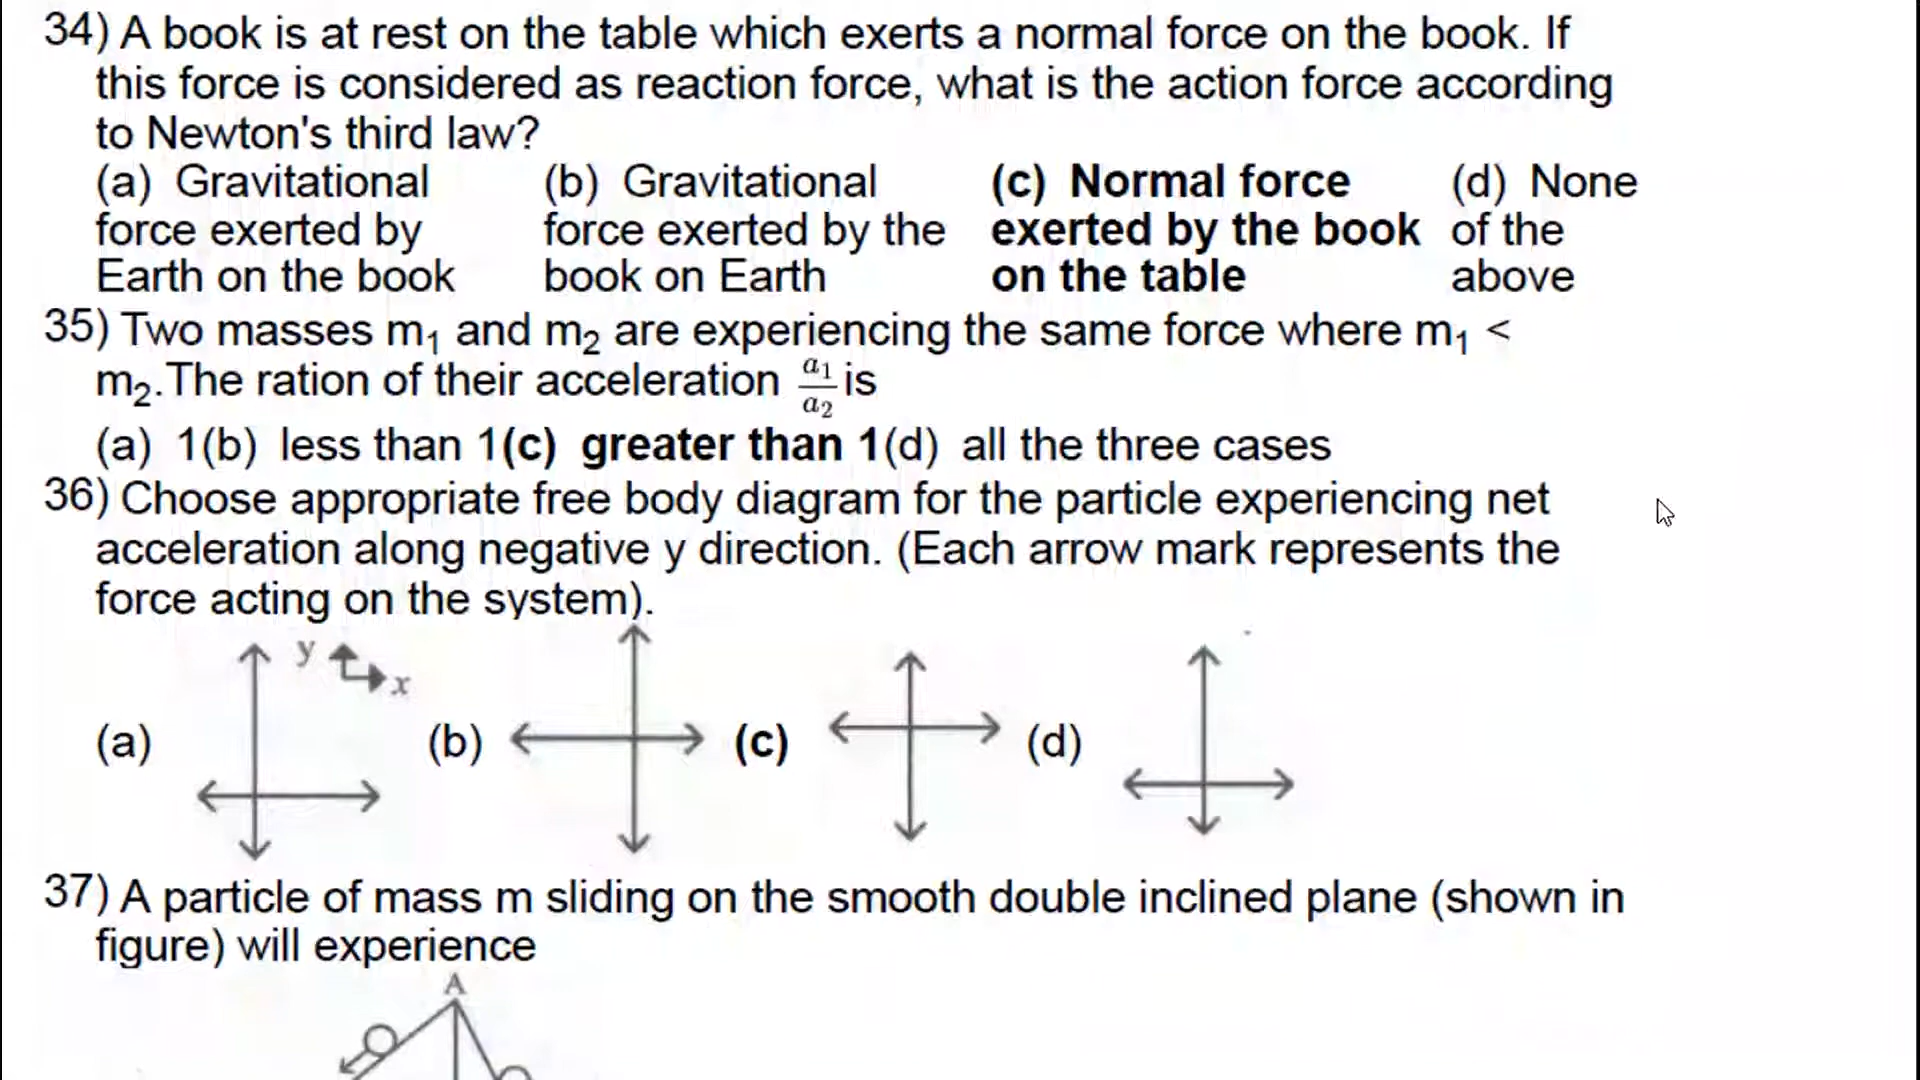 34) A book is at rest on the table which exerts a normal force on the book. If
this force is considered as reaction force, what is the action force according
to Newton's third law?
(a) Gravitational (b) Gravitational (c) Normal force (d) None
force exerted by force exerted by the exerted by the book of the
Earth on the book book on Earth on the table above
35) Two masses m₁ and m₂ are experiencing the same force where m₁ <
m₂.The ration of their acceleration a₁/a₂ is
(a) 1(b) less than 1(c) greater than 1(d) all the three cases
36) Choose appropriate free body diagram for the particle experiencing net
acceleration along negative y direction. (Each arrow mark represents the
force acting on the system).
y x
(a) (b) (c) (d)
37) A particle of mass m sliding on the smooth double inclined plane (shown in
figure) will experience
A